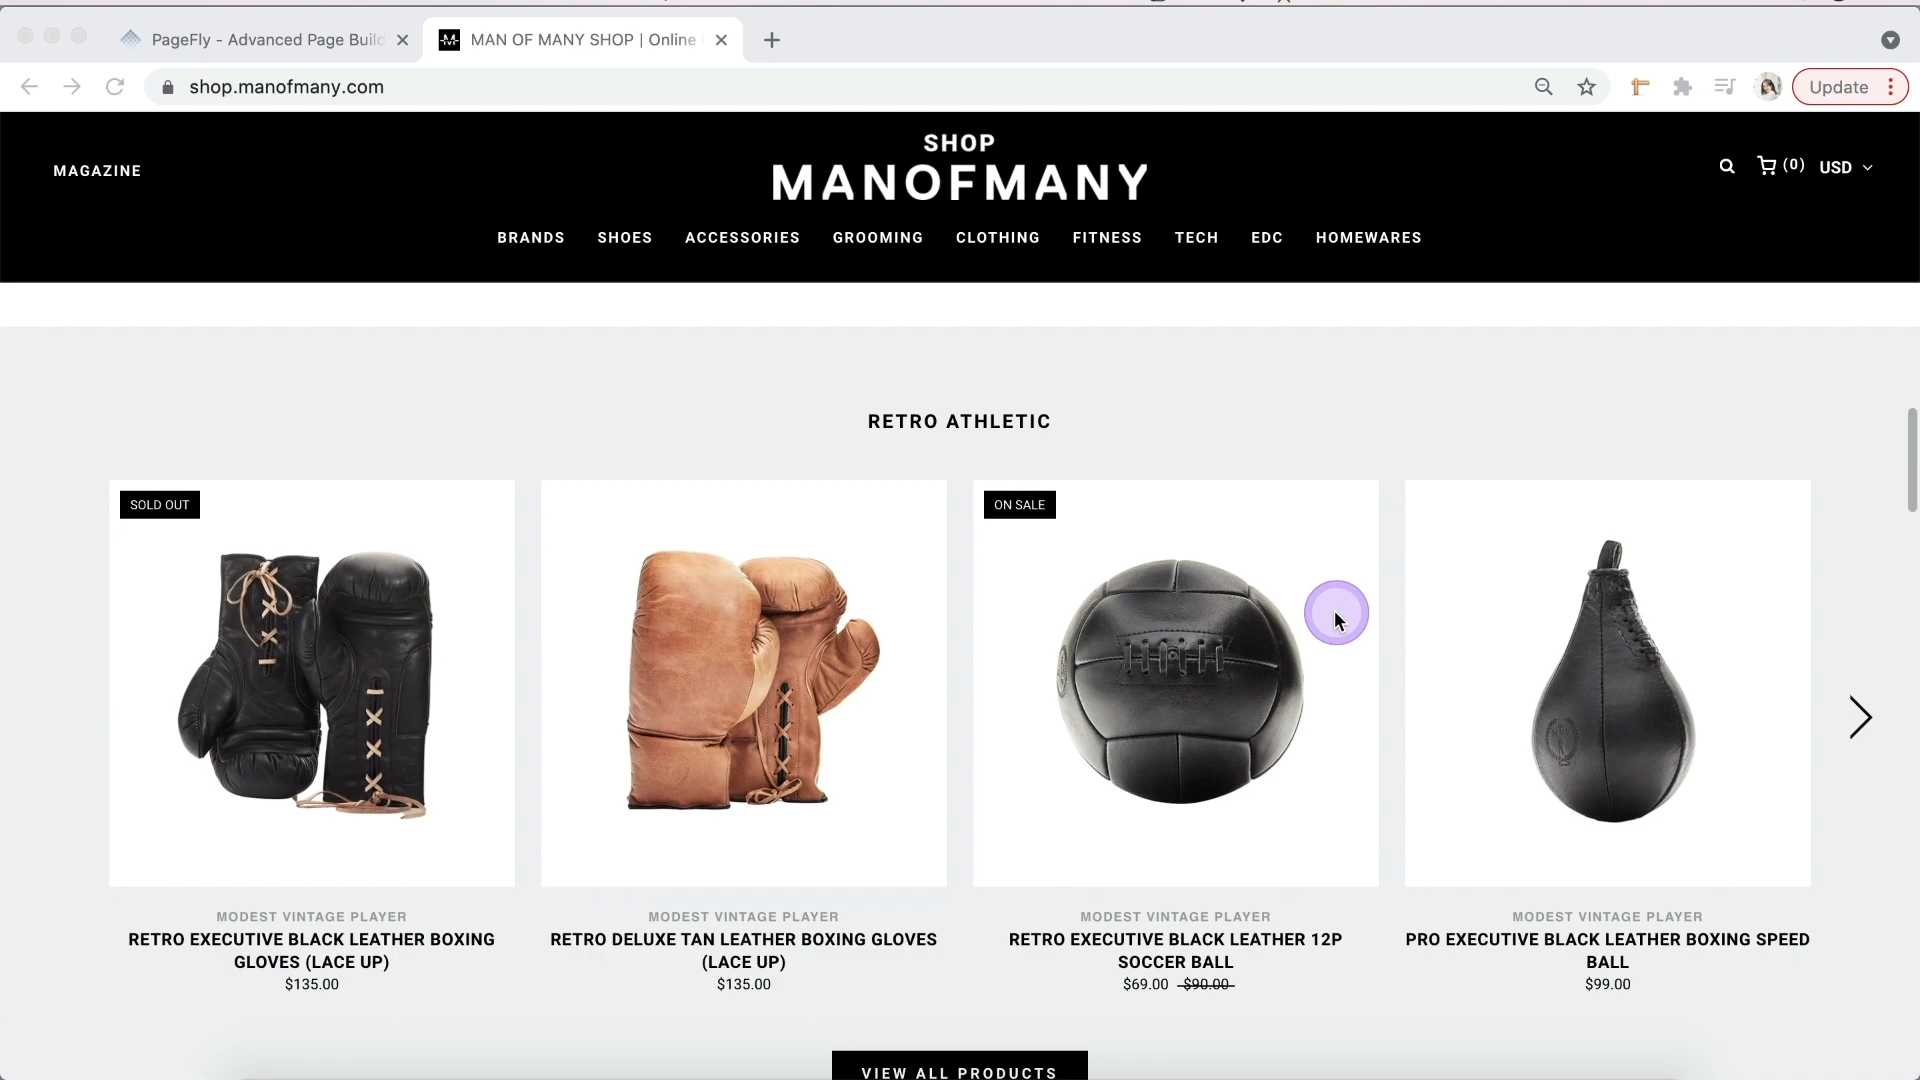 PageFly - Advanced Page Build
MAN OF MANY SHOP | Online
shop.manofmany.com
Update
MAGAZINE
SHOP
MANOFMANY
(0)
USD
BRANDS SHOES ACCESSORIES GROOMING CLOTHING FITNESS TECH EDC HOMEWARES
RETRO ATHLETIC
SOLD OUT
ON SALE
MODEST VINTAGE PLAYER
RETRO EXECUTIVE BLACK LEATHER BOXING
GLOVES (LACE UP)
$135.00
MODEST VINTAGE PLAYER
RETRO DELUXE TAN LEATHER BOXING GLOVES
(LACE UP)
$135.00
MODEST VINTAGE PLAYER
RETRO EXECUTIVE BLACK LEATHER 12P
SOCCER BALL
$69.00 $90.00
MODEST VINTAGE PLAYER
PRO EXECUTIVE BLACK LEATHER BOXING SPEED
BALL
$99.00
VIEW ALL PRODUCTS